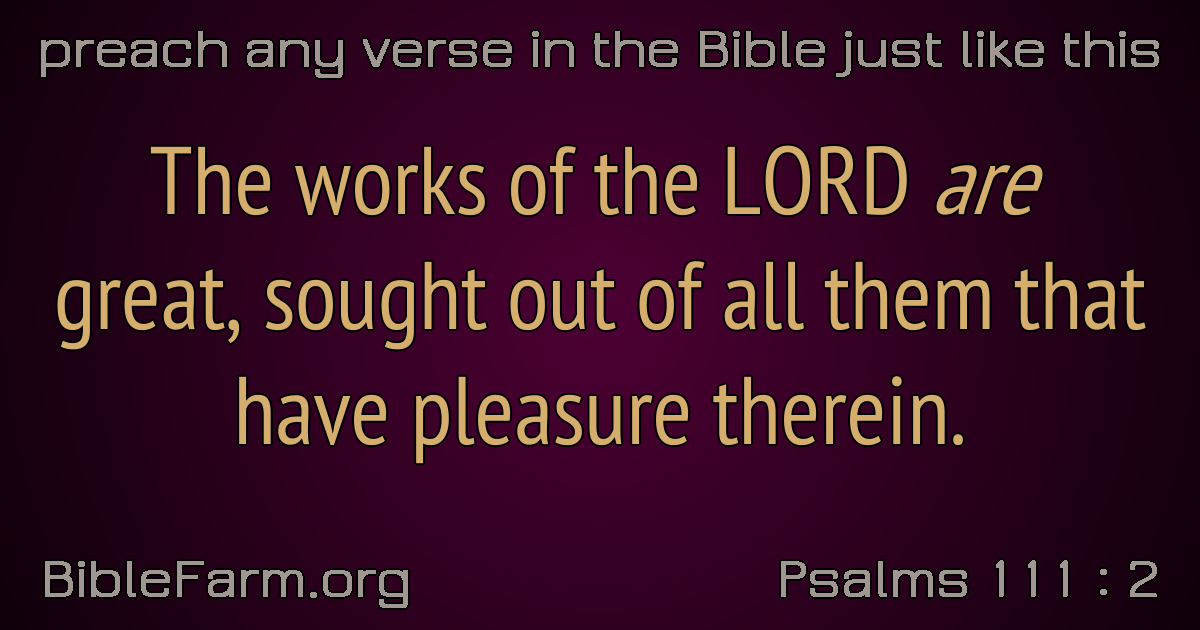 preach any verse in the Bible just like this
The works of the LORD are
great, sought out of all them that
have pleasure therein.
BibleFarm.org
Psalms 111 : 2